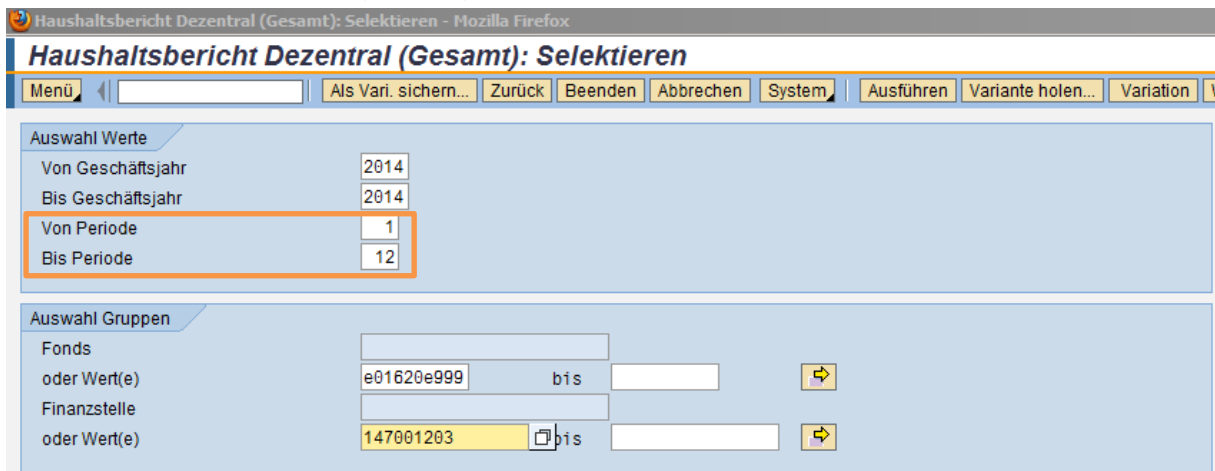 Haushaltsbericht Dezentral (Gesamt): Selektieren - Mozilla Firefox
Haushaltsbericht Dezentral (Gesamt): Selektieren
Menü Als Vari. sichern... Zurück Beenden Abbrechen System Ausführen Variante holen... Variation
Auswahl Werte
Von Geschäftsjahr 2014
Bis Geschäftsjahr 2014
Von Periode 1
Bis Periode 12
Auswahl Gruppen
Fonds
oder Wert(e) e01620e999 bis
Finanzstelle
oder Wert(e) 147001203 bis